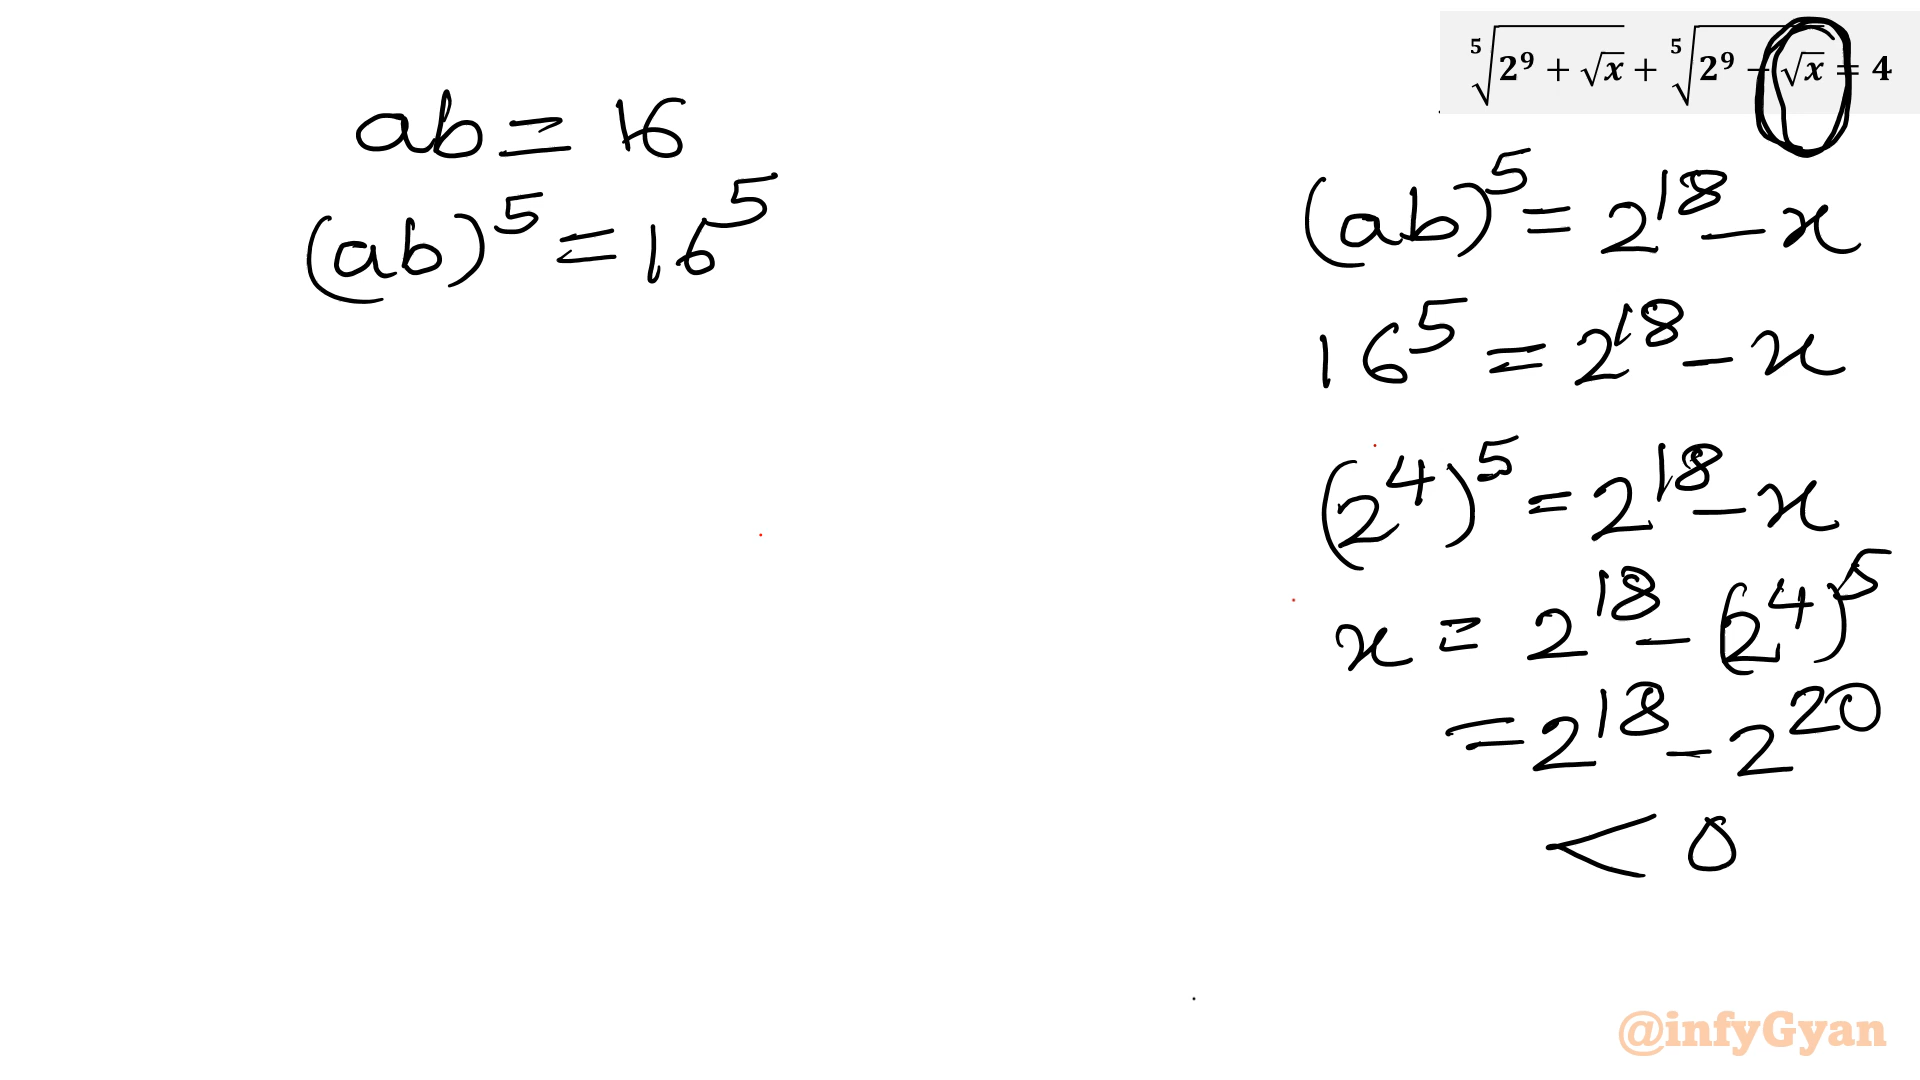 ⁵√(2⁹ + √x) + ⁵√(2⁹ − √x) = 4
ab = 16
(ab)⁵ = 16⁵
(ab)⁵ = 2¹⁸ − x
16⁵ = 2¹⁸ − x
(2⁴)⁵ = 2¹⁸ − x
x = 2¹⁸ − (2⁴)⁵
= 2¹⁸ − 2²⁰
< 0
@infyGyan